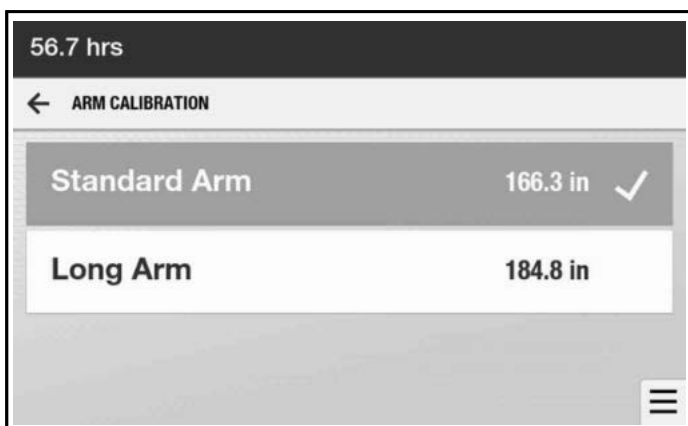 56.7 hrs
ARM CALIBRATION
Standard Arm 166.3 in
Long Arm 184.8 in